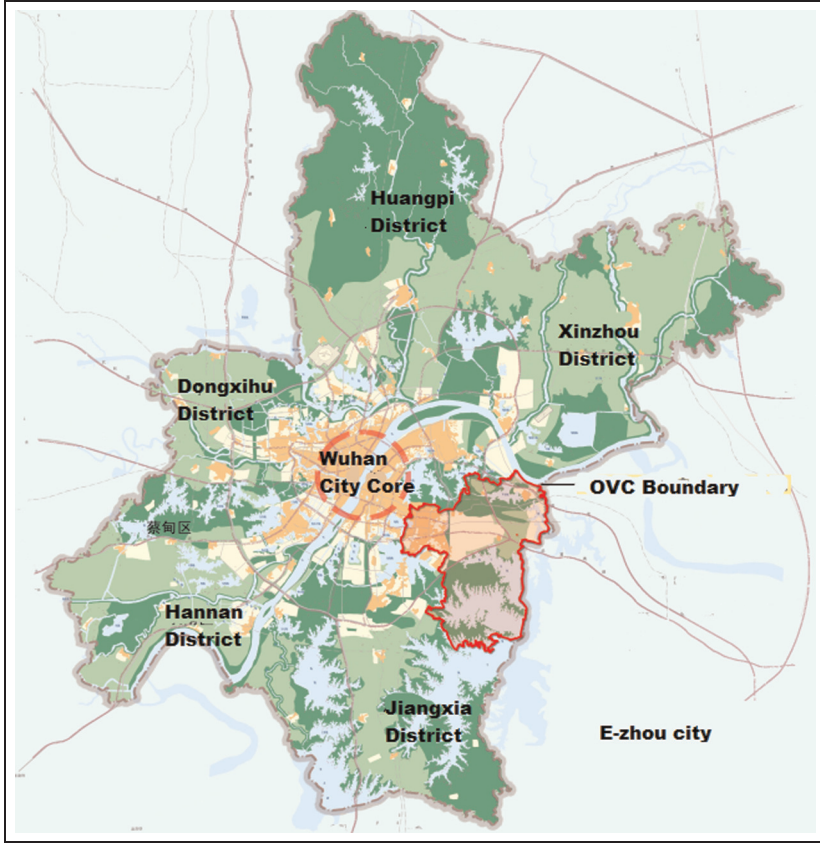 Huangpi
District
Xinzhou
District
Dongxihu
District
Wuhan
City Core
OVC Boundary
蔡甸区
Hannan
District
Jiangxia
District
E-zhou city